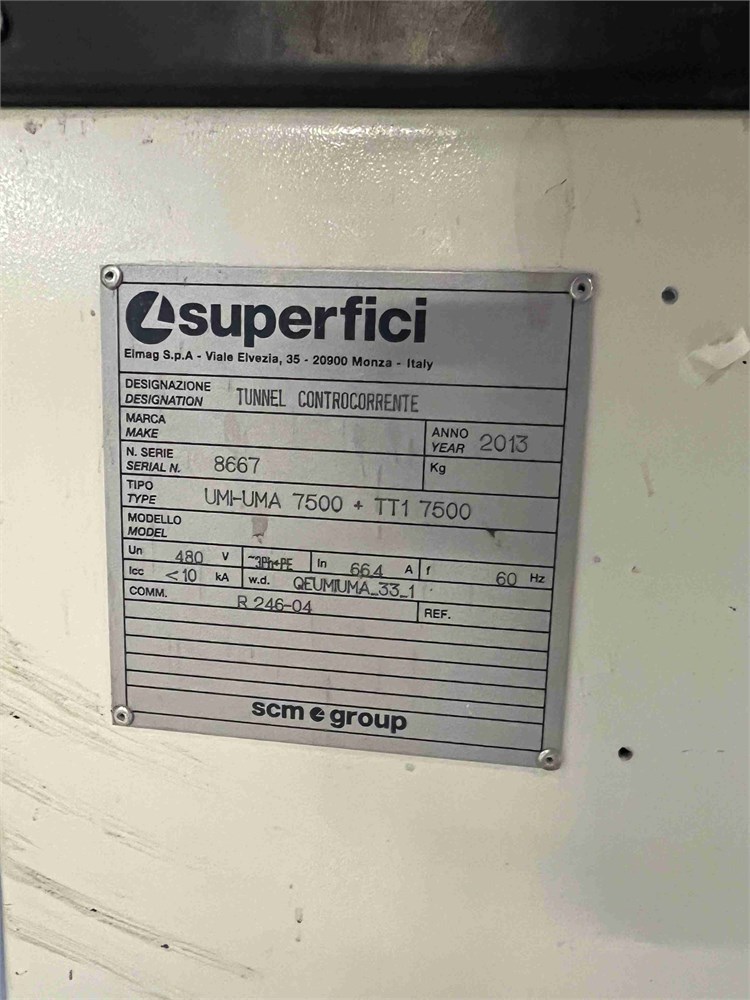 superfici
Elmag S.p.A - Viale Elvezia, 35 - 20900 Monza - Italy
DESIGNAZIONE
DESIGNATION TUNNEL CONTROCORRENTE
MARCA
MAKE
ANNO
YEAR 2013
N. SERIE
SERIAL N. 8667
Kg
TIPO
TYPE UMI-UMA 7500 + TT1 7500
MODELLO
MODEL
Un 480 V ~3Ph+PE In 66.4 A f 60 Hz
Icc <10 kA w.d. QEUMIUMA_33_1
COMM. R 246-04 REF.
scm group